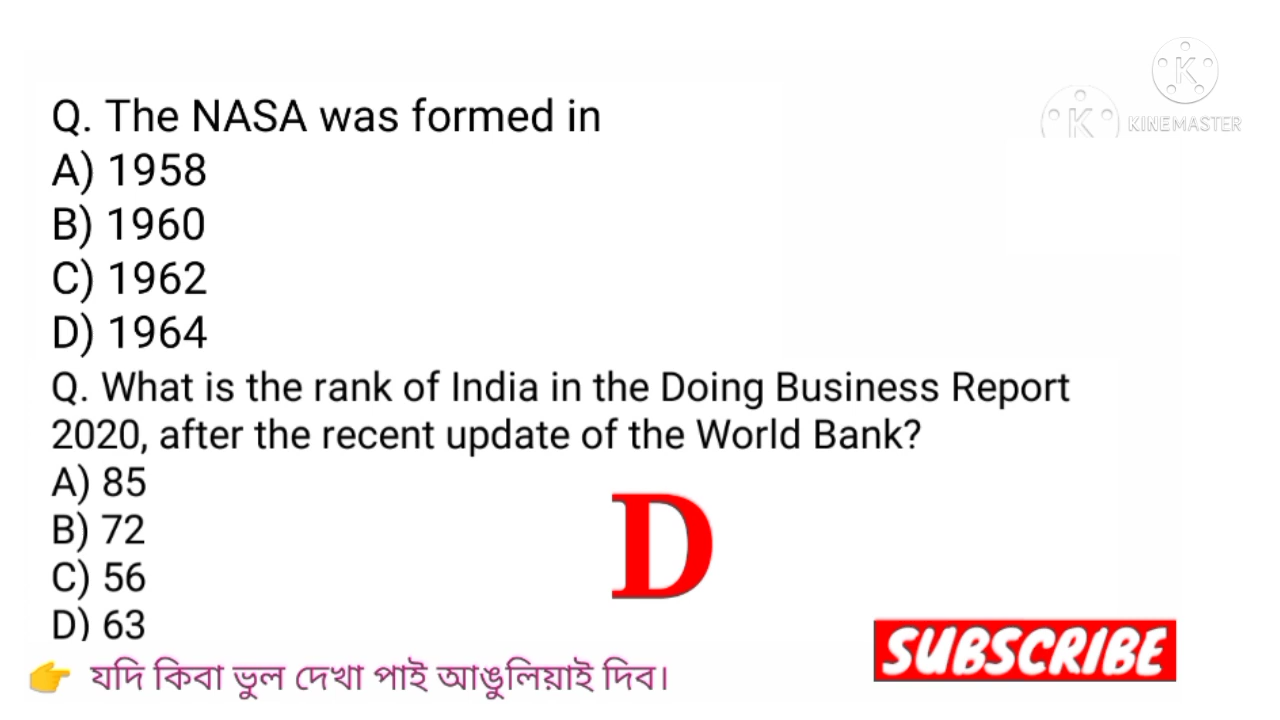 Q. The NASA was formed in
A) 1958
B) 1960
C) 1962
D) 1964
Q. What is the rank of India in the Doing Business Report
2020, after the recent update of the World Bank?
A) 85
B) 72
C) 56
D) 63
D
K
K
KINEMASTER
SUBSCRIBE
👉 যদি কিবা ভুল দেখা পাই আঙুলিয়াই দিব।